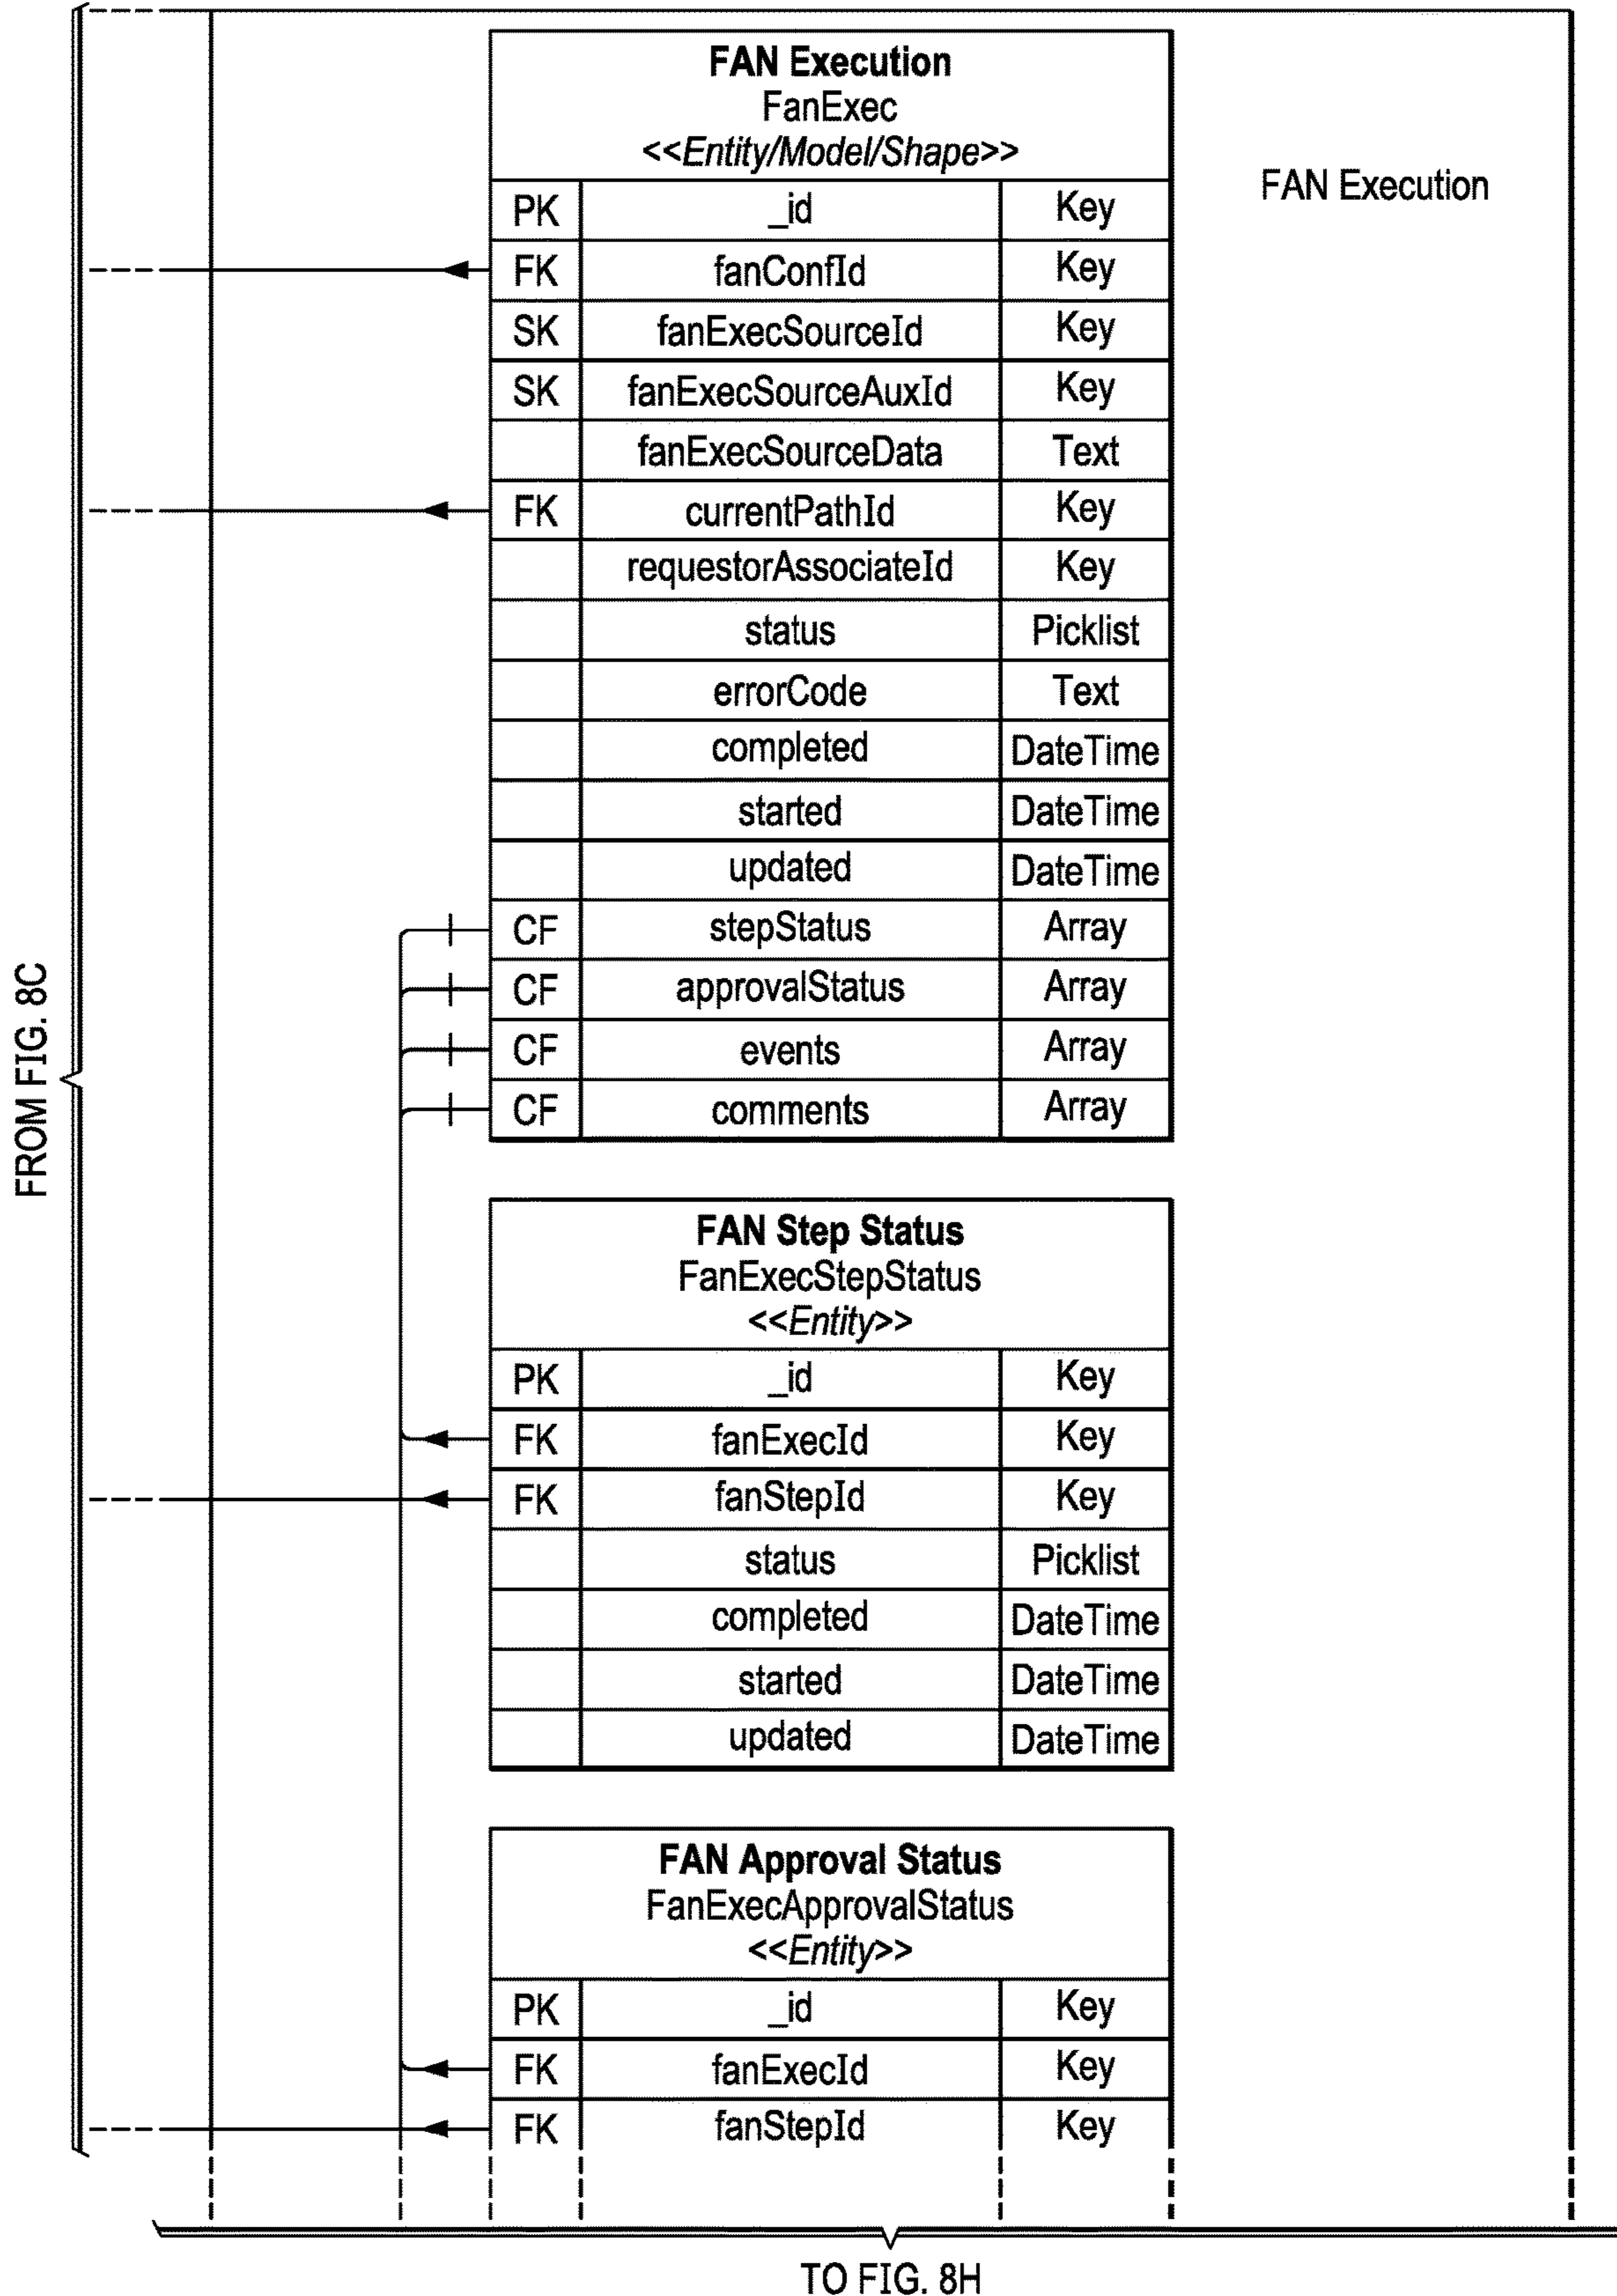 FROM FIG. 8C
FAN Execution
FAN Execution
FanExec
<<Entity/Model/Shape>>
PK _id Key
FK fanConfId Key
SK fanExecSourceId Key
SK fanExecSourceAuxId Key
fanExecSourceData Text
FK currentPathId Key
requestorAssociateId Key
status Picklist
errorCode Text
completed DateTime
started DateTime
updated DateTime
CF stepStatus Array
CF approvalStatus Array
CF events Array
CF comments Array
FAN Step Status
FanExecStepStatus
<<Entity>>
PK _id Key
FK fanExecId Key
FK fanStepId Key
status Picklist
completed DateTime
started DateTime
updated DateTime
FAN Approval Status
FanExecApprovalStatus
<<Entity>>
PK _id Key
FK fanExecId Key
FK fanStepId Key
TO FIG. 8H